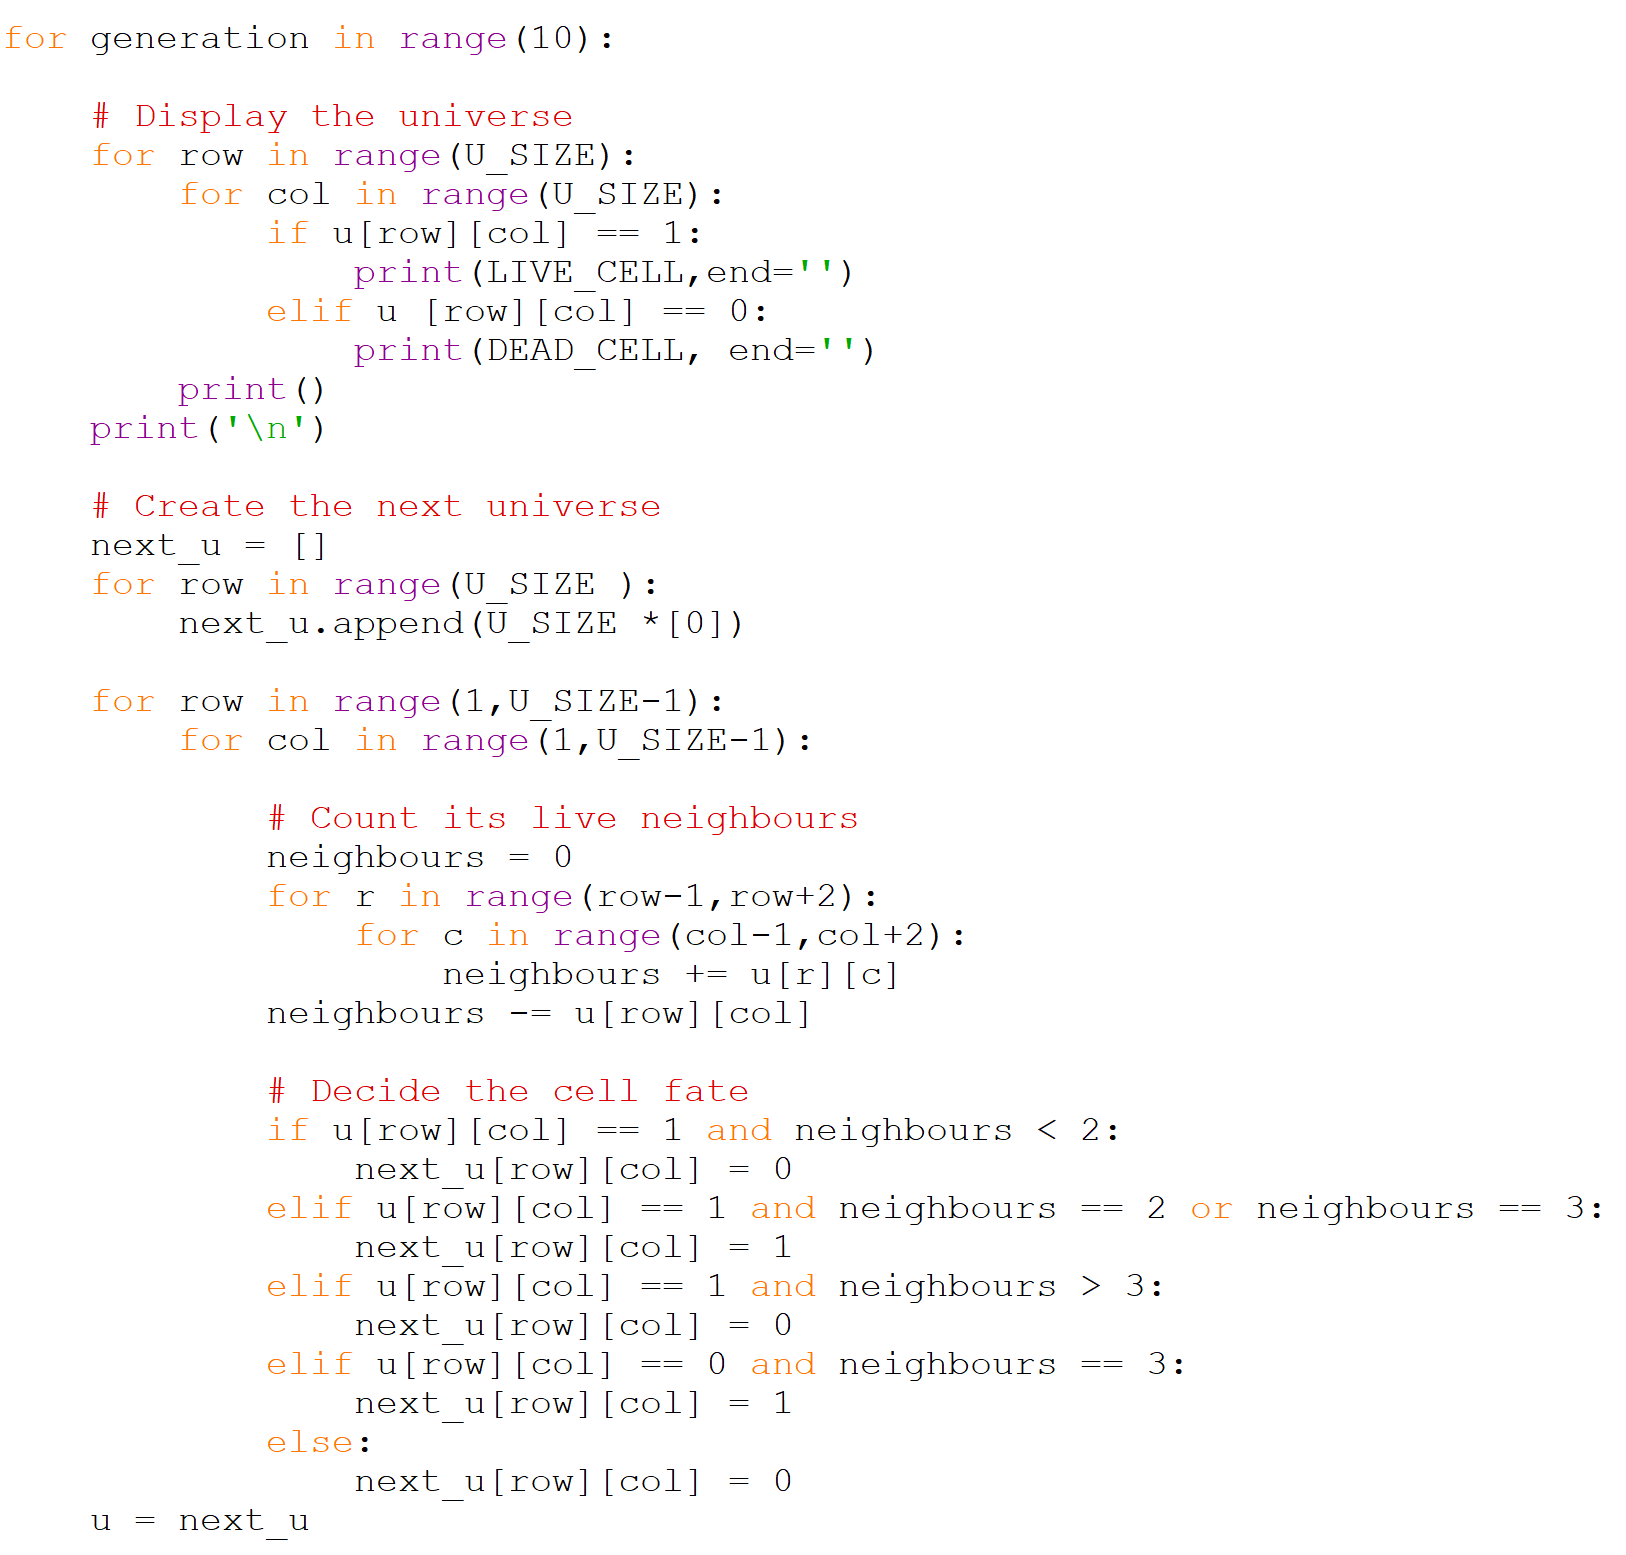 for generation in range(10):

    # Display the universe
    for row in range(U_SIZE):
        for col in range(U_SIZE):
            if u[row][col] == 1:
                print(LIVE_CELL,end='')
            elif u [row][col] == 0:
                print(DEAD_CELL, end='')
        print()
    print('\n')

    # Create the next universe
    next_u = []
    for row in range(U_SIZE ):
        next_u.append(U_SIZE *[0])

    for row in range(1,U_SIZE-1):
        for col in range(1,U_SIZE-1):

            # Count its live neighbours
            neighbours = 0
            for r in range(row-1,row+2):
                for c in range(col-1,col+2):
                    neighbours += u[r][c]
            neighbours -= u[row][col]

            # Decide the cell fate
            if u[row][col] == 1 and neighbours < 2:
                next_u[row][col] = 0
            elif u[row][col] == 1 and neighbours == 2 or neighbours == 3:
                next_u[row][col] = 1
            elif u[row][col] == 1 and neighbours > 3:
                next_u[row][col] = 0
            elif u[row][col] == 0 and neighbours == 3:
                next_u[row][col] = 1
            else:
                next_u[row][col] = 0
    u = next_u